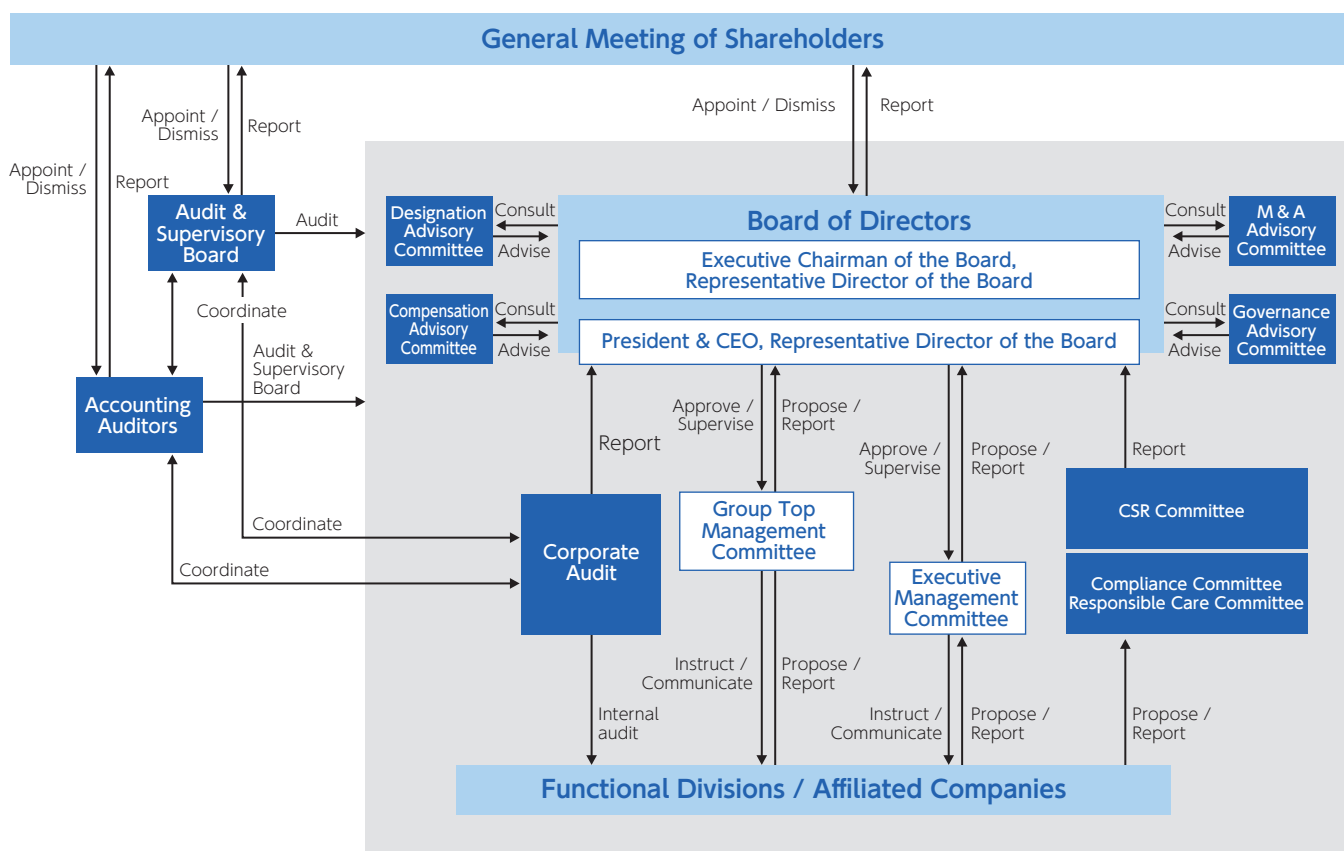 General Meeting of Shareholders
Appoint /
Dismiss
Report
Appoint /
Dismiss
Report
Appoint / Dismiss
Report
Audit &
Supervisory
Board
Audit
Designation
Advisory
Committee
Consult
Advise
Board of Directors
Executive Chairman of the Board,
Representative Director of the Board
Consult
Advise
M & A
Advisory
Committee
Coordinate
Compensation
Advisory
Committee
Consult
Advise
President & CEO, Representative Director of the Board
Consult
Advise
Governance
Advisory
Committee
Audit &
Supervisory
Board
Accounting
Auditors
Report
Approve /
Supervise
Propose /
Report
Approve /
Supervise
Propose /
Report
Report
Coordinate
Coordinate
Corporate
Audit
Group Top
Management
Committee
Executive
Management
Committee
CSR Committee
Compliance Committee
Responsible Care Committee
Internal
audit
Instruct /
Communicate
Propose /
Report
Instruct /
Communicate
Propose /
Report
Propose /
Report
Functional Divisions / Affiliated Companies